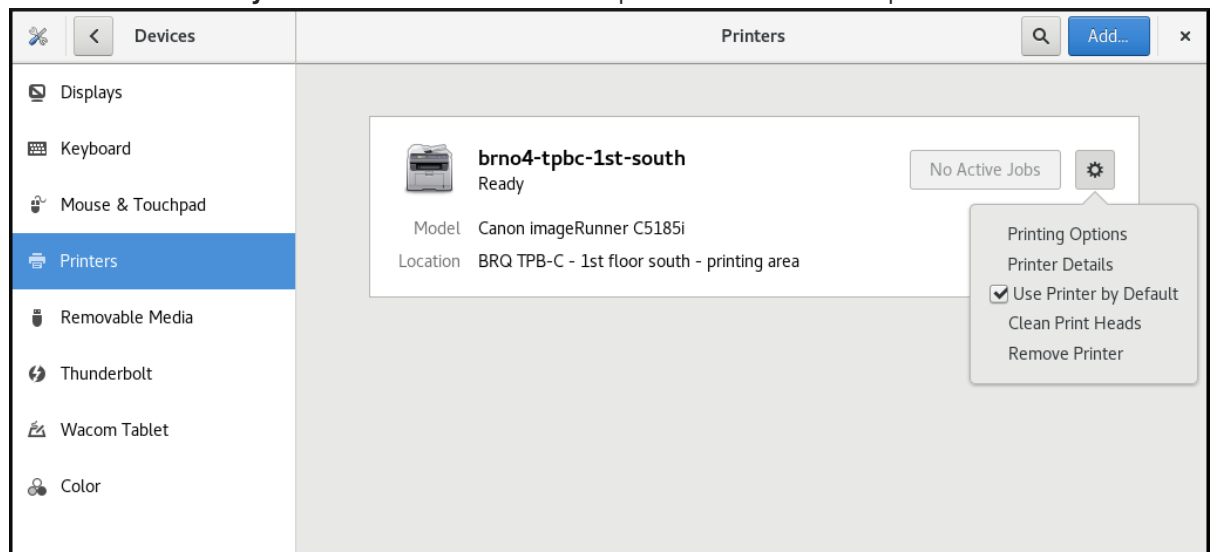 Devices
Printers
Add...
Displays
Keyboard
Mouse & Touchpad
Printers
Removable Media
Thunderbolt
Wacom Tablet
Color
brno4-tpbc-1st-south
Ready
No Active Jobs
Model Canon imageRunner C5185i
Location BRQ TPB-C - 1st floor south - printing area
Printing Options
Printer Details
Use Printer by Default
Clean Print Heads
Remove Printer